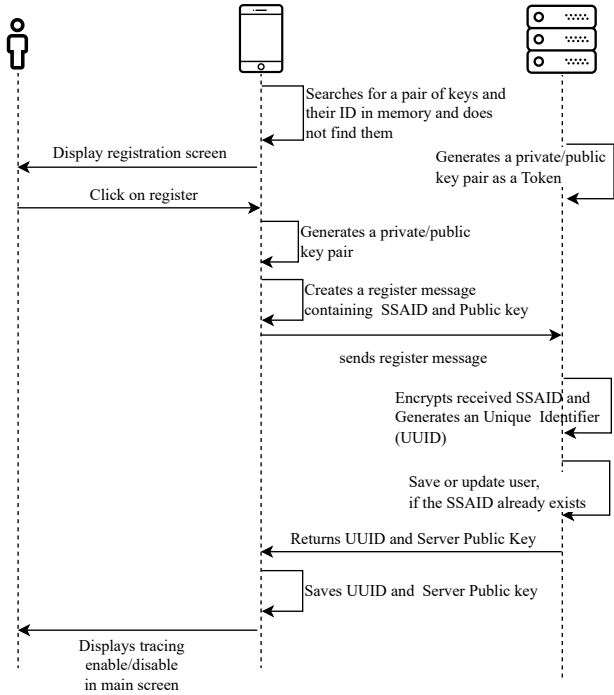 Searches for a pair of keys and
their ID in memory and does
not find them
Display registration screen
Generates a private/public
key pair as a Token
Click on register
Generates a private/public
key pair
Creates a register message
containing SSAID and Public key
sends register message
Encrypts received SSAID and
Generates an Unique Identifier
(UUID)
Save or update user,
if the SSAID already exists
Returns UUID and Server Public Key
Saves UUID and Server Public key
Displays tracing
enable/disable
in main screen